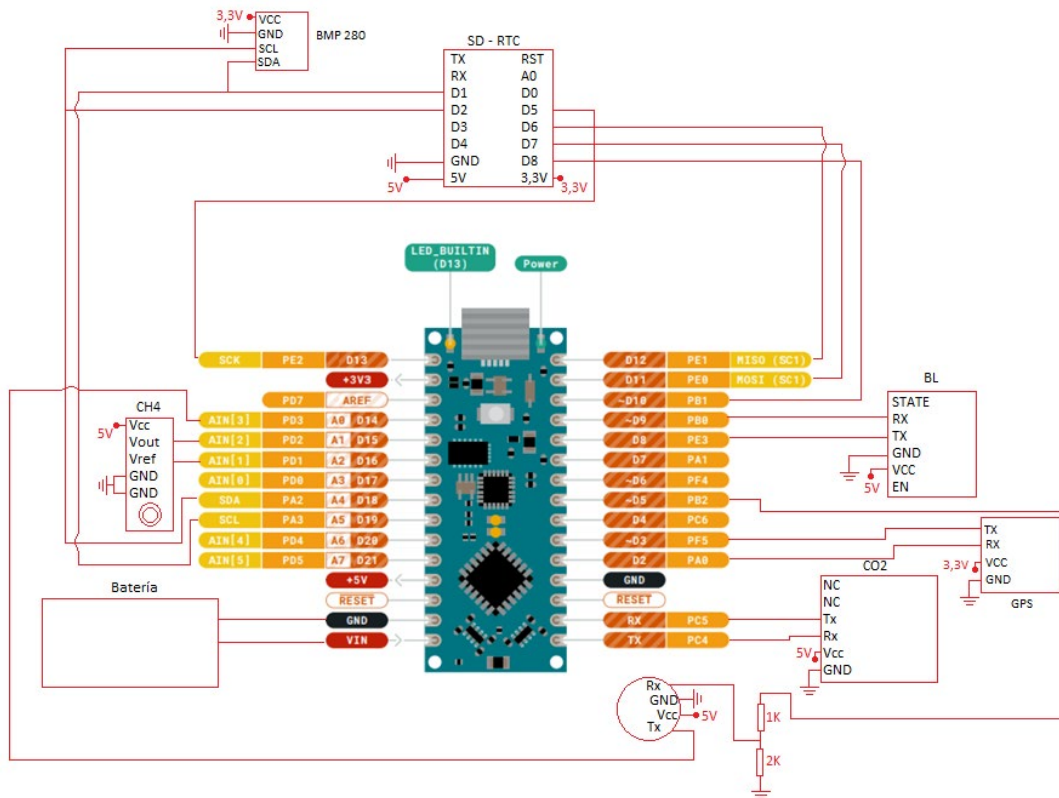 3,3V
VCC
GND
SCL
SDA
BMP 280
SD - RTC
TX RST
RX A0
D1 D0
D2 D5
D3 D6
D4 D7
GND D8
5V 3,3V
5V
3,3V
LED_BUILTIN
(D13)
Power
SCK PE2 D13
+3V3
PD7 AREF
AIN[3] PD3 A0 D14
AIN[2] PD2 A1 D15
AIN[1] PD1 A2 D16
AIN[0] PD0 A3 D17
SDA PA2 A4 D18
SCL PA3 A5 D19
AIN[4] PD4 A6 D20
AIN[5] PD5 A7 D21
+5V
RESET
GND
VIN
D12 PE1 MISO (SC1)
D11 PE0 MOSI (SC1)
~D10 PB1
~D9 PB0
D8 PE3
D7 PA1
~D6 PF4
~D5 PB2
D4 PC6
~D3 PF5
D2 PA0
GND
RESET
RX PC5
TX PC4
CH4
5V
Vcc
Vout
Vref
GND
GND
Batería
BL
STATE
RX
TX
GND
VCC
EN
5V
TX
RX
VCC
GND
3,3V
GPS
CO2
NC
NC
Tx
Rx
Vcc
GND
5V
Rx
GND
Vcc
Tx
5V
1K
2K